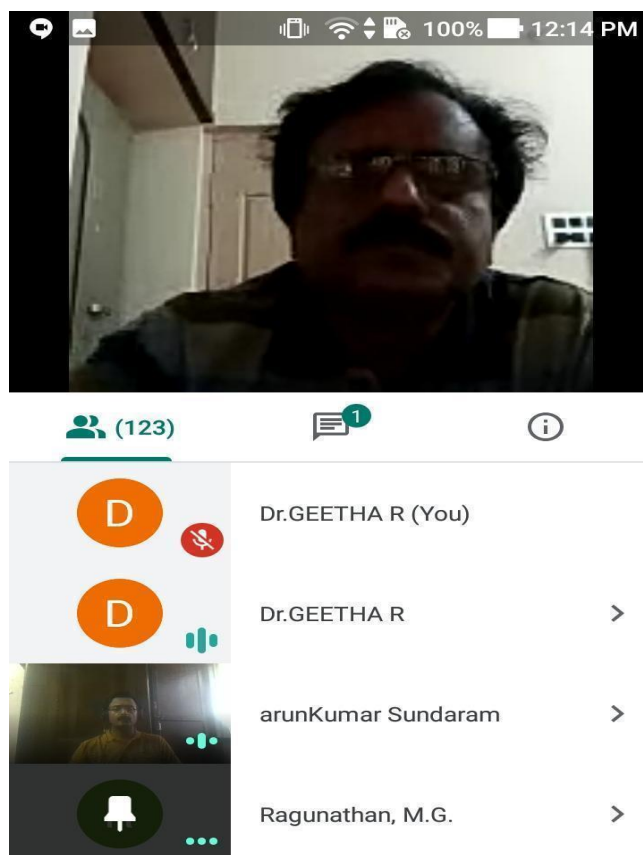 100% 12:14 PM
(123)
1
D
Dr.GEETHA R (You)
D
Dr.GEETHA R
arunKumar Sundaram
Ragunathan, M.G.